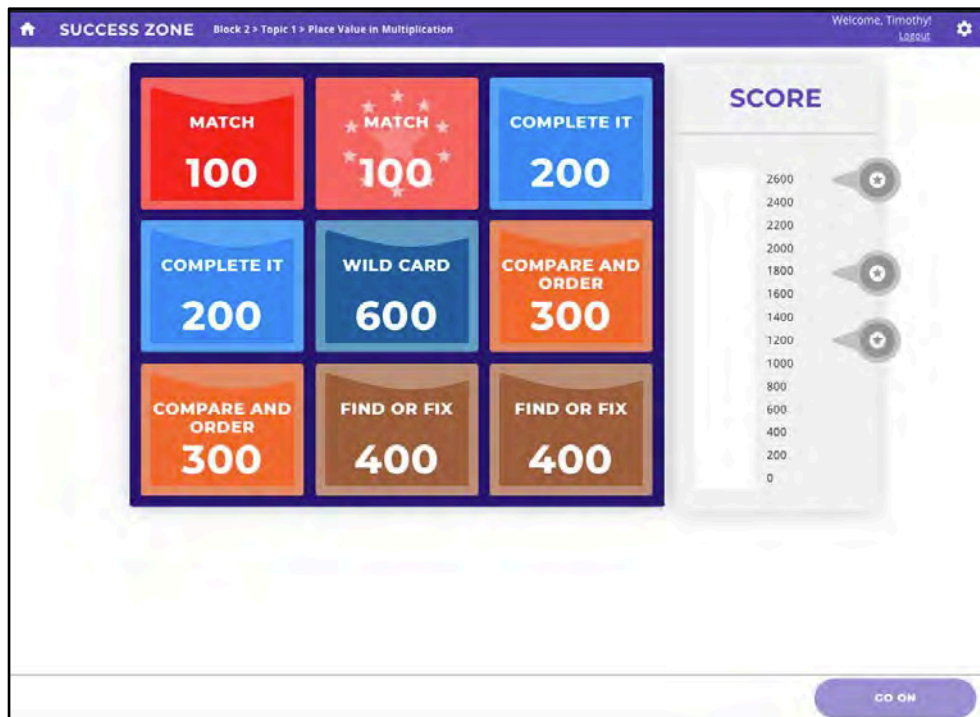 SUCCESS ZONE Block 2 > Topic 1 > Place Value in Multiplication
Welcome, Timothy!
Logout
MATCH
100
MATCH
100
COMPLETE IT
200
COMPLETE IT
200
WILD CARD
600
COMPARE AND
ORDER
300
COMPARE AND
ORDER
300
FIND OR FIX
400
FIND OR FIX
400
SCORE
2600
2400
2200
2000
1800
1600
1400
1200
1000
800
600
400
200
0
GO ON